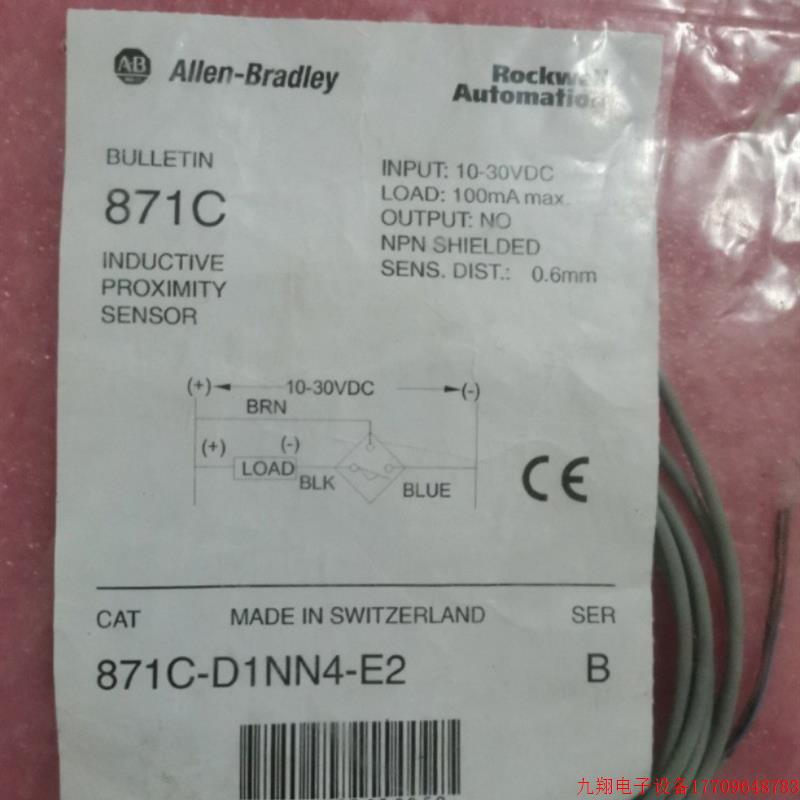 AB
Allen-Bradley
Rockwell
Automation
BULLETIN
871C
INDUCTIVE
PROXIMITY
SENSOR
INPUT: 10-30VDC
LOAD: 100mA max.
OUTPUT: NO
NPN SHIELDED
SENS. DIST.: 0.6mm
(+) 10-30VDC (-)
BRN
(+) (-)
LOAD
BLK
BLUE
CE
CAT MADE IN SWITZERLAND SER
871C-D1NN4-E2 B
九翔电子设备17709648783